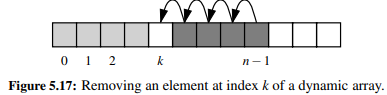 0 1 2 k n − 1
Figure 5.17: Removing an element at index k of a dynamic array.